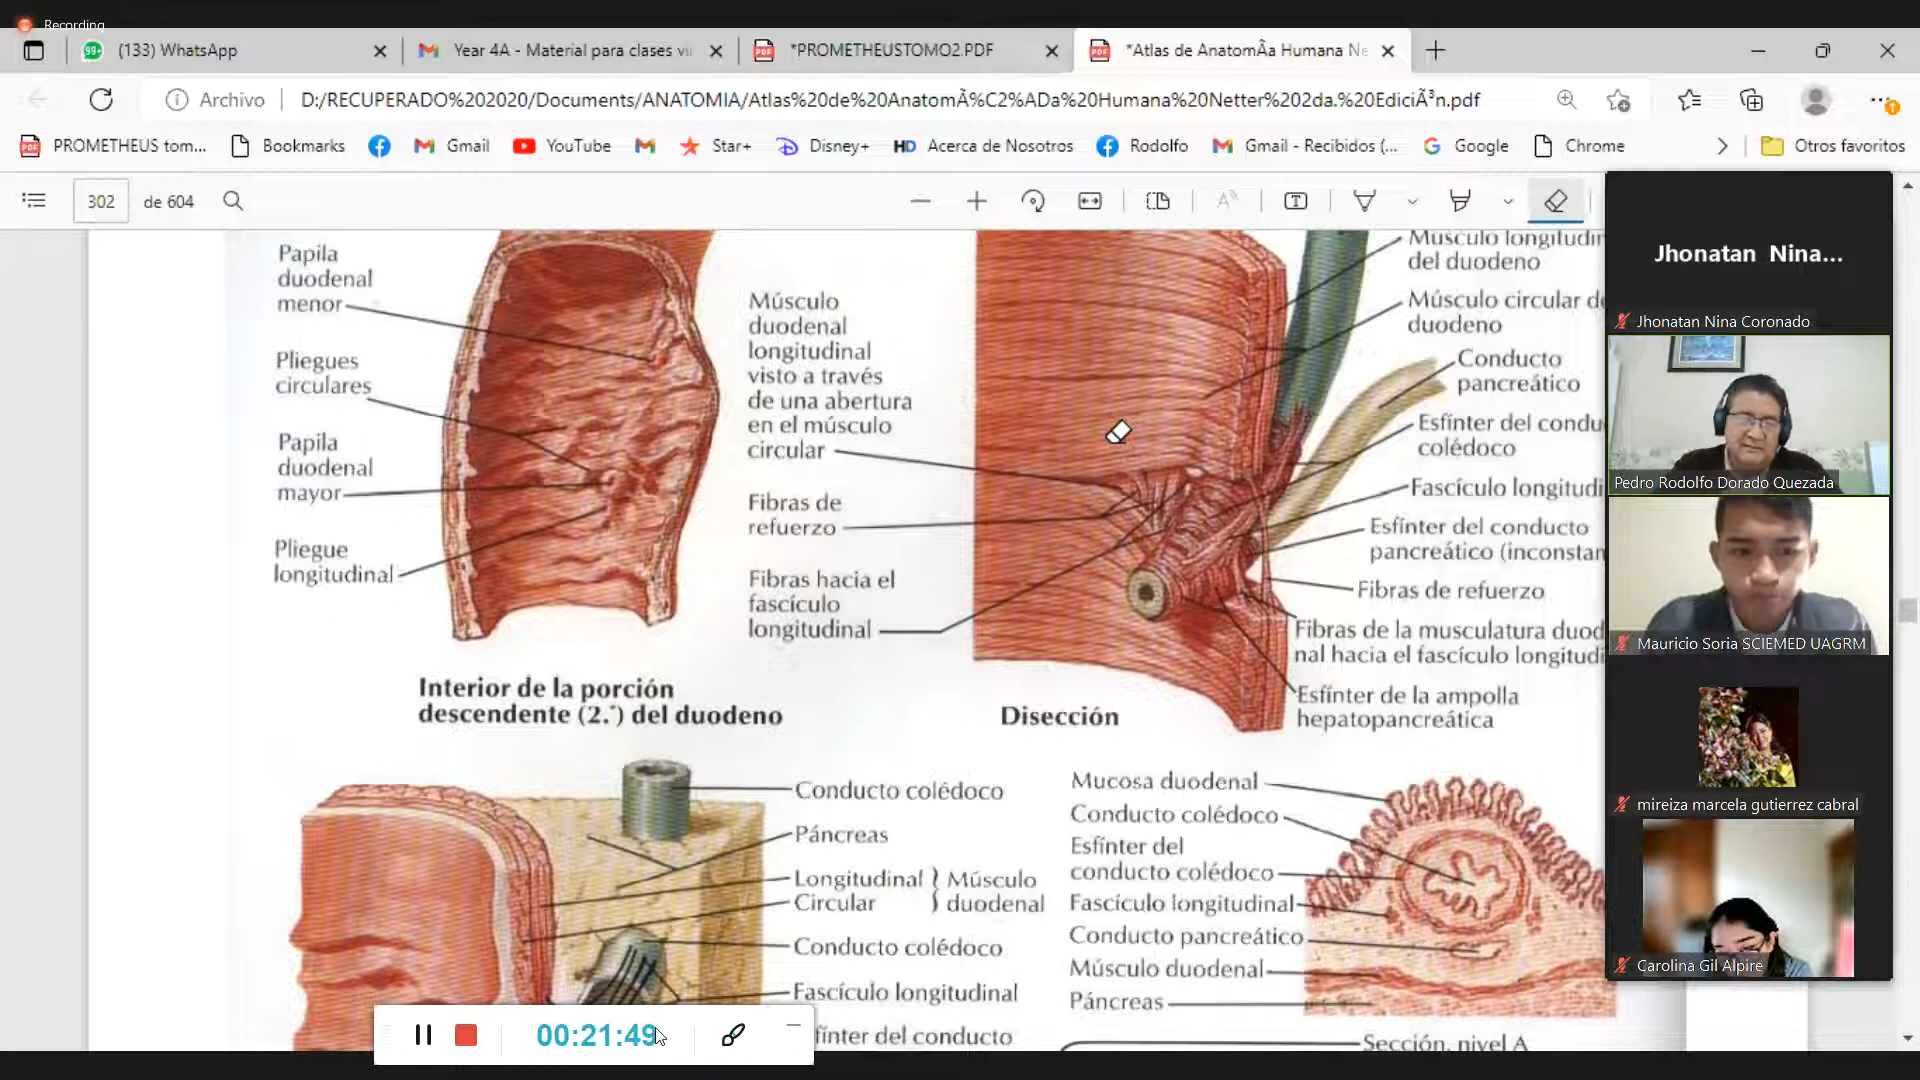 Recording
(133) WhatsApp
Year 4A - Material para clases vi
*PROMETHEUSTOMO2.PDF
*Atlas de AnatomÃa Humana Ne
Archivo
D:/RECUPERADO%202020/Documents/ANATOMIA/Atlas%20de%20AnatomÃ%C2%ADa%20Humana%20Netter%202da.%20EdiciÃ³n.pdf
PROMETHEUS tom...
Bookmarks
Gmail
YouTube
Star+
Disney+
HD Acerca de Nosotros
Rodolfo
Gmail - Recibidos (...
Google
Chrome
Otros favoritos
302
de 604
Papila
duodenal
menor
Pliegues
circulares
Papila
duodenal
mayor
Pliegue
longitudinal
Interior de la porción
descendente (2.ª) del duodeno
Músculo
duodenal
longitudinal
visto a través
de una abertura
en el músculo
circular
Fibras de
refuerzo
Fibras hacia el
fascículo
longitudinal
Disección
Músculo longitudin
del duodeno
Músculo circular de
duodeno
Conducto
pancreático
Esfínter del condu
colédoco
Fascículo longitudi
Esfínter del conducto
pancreático (inconstan
Fibras de refuerzo
Fibras de la musculatura duod
nal hacia el fascículo longitudi
Esfínter de la ampolla
hepatopancreática
Conducto colédoco
Páncreas
Longitudinal } Músculo
Circular } duodenal
Conducto colédoco
Fascículo longitudinal
fínter del conducto
Mucosa duodenal
Conducto colédoco
Esfínter del
conducto colédoco
Fascículo longitudinal
Conducto pancreático
Músculo duodenal
Páncreas
Sección, nivel A
Jhonatan Nina...
Jhonatan Nina Coronado
Pedro Rodolfo Dorado Quezada
Mauricio Soria SCIEMED UAGRM
mireiza marcela gutierrez cabral
Carolina Gil Alpire
00:21:49